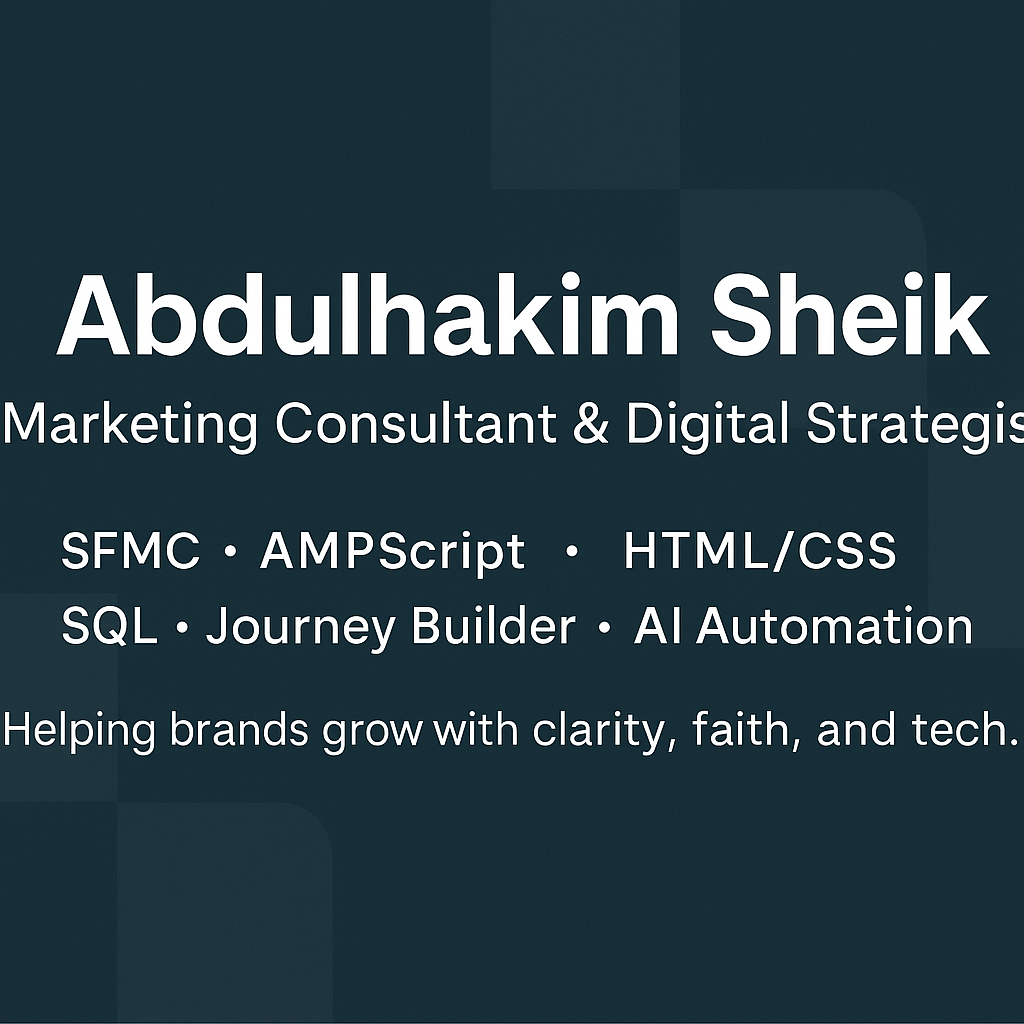 Abdulhakim Sheik
Marketing Consultant & Digital Strategis
SFMC • AMPScript • HTML/CSS
SQL • Journey Builder • AI Automation
Helping brands grow with clarity, faith, and tech.